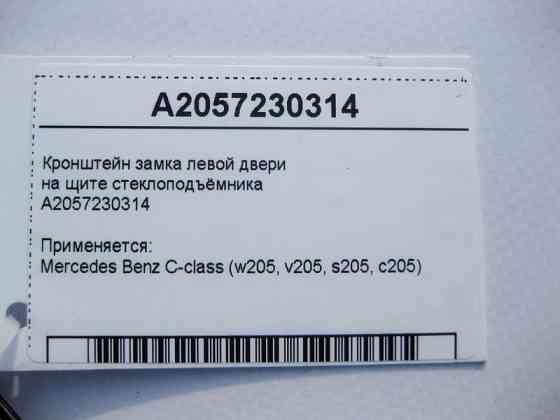 A2057230314
Кронштейн замка левой двери
на щите стеклоподъёмника
A2057230314
Применяется:
Mercedes Benz C-class (w205, v205, s205, c205)